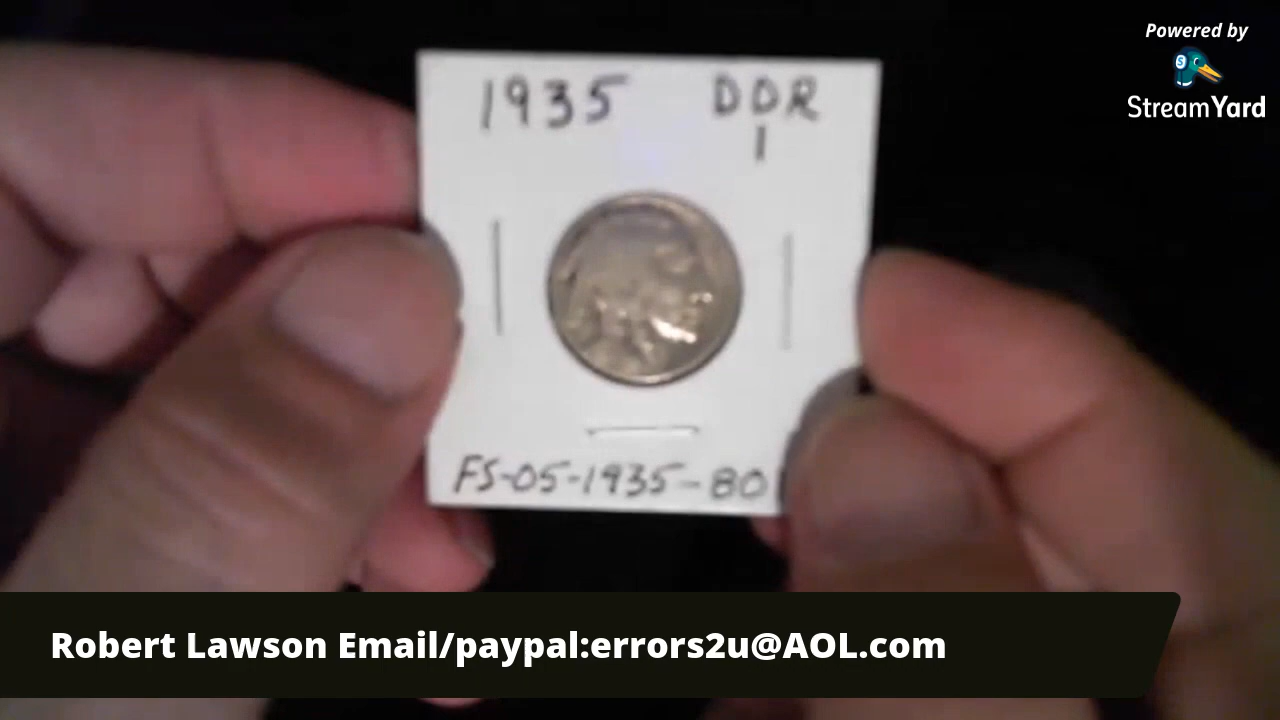 Powered by
StreamYard
1935 DDR
1
FS-05-1935-80
Robert Lawson Email/paypal:errors2u@AOL.com